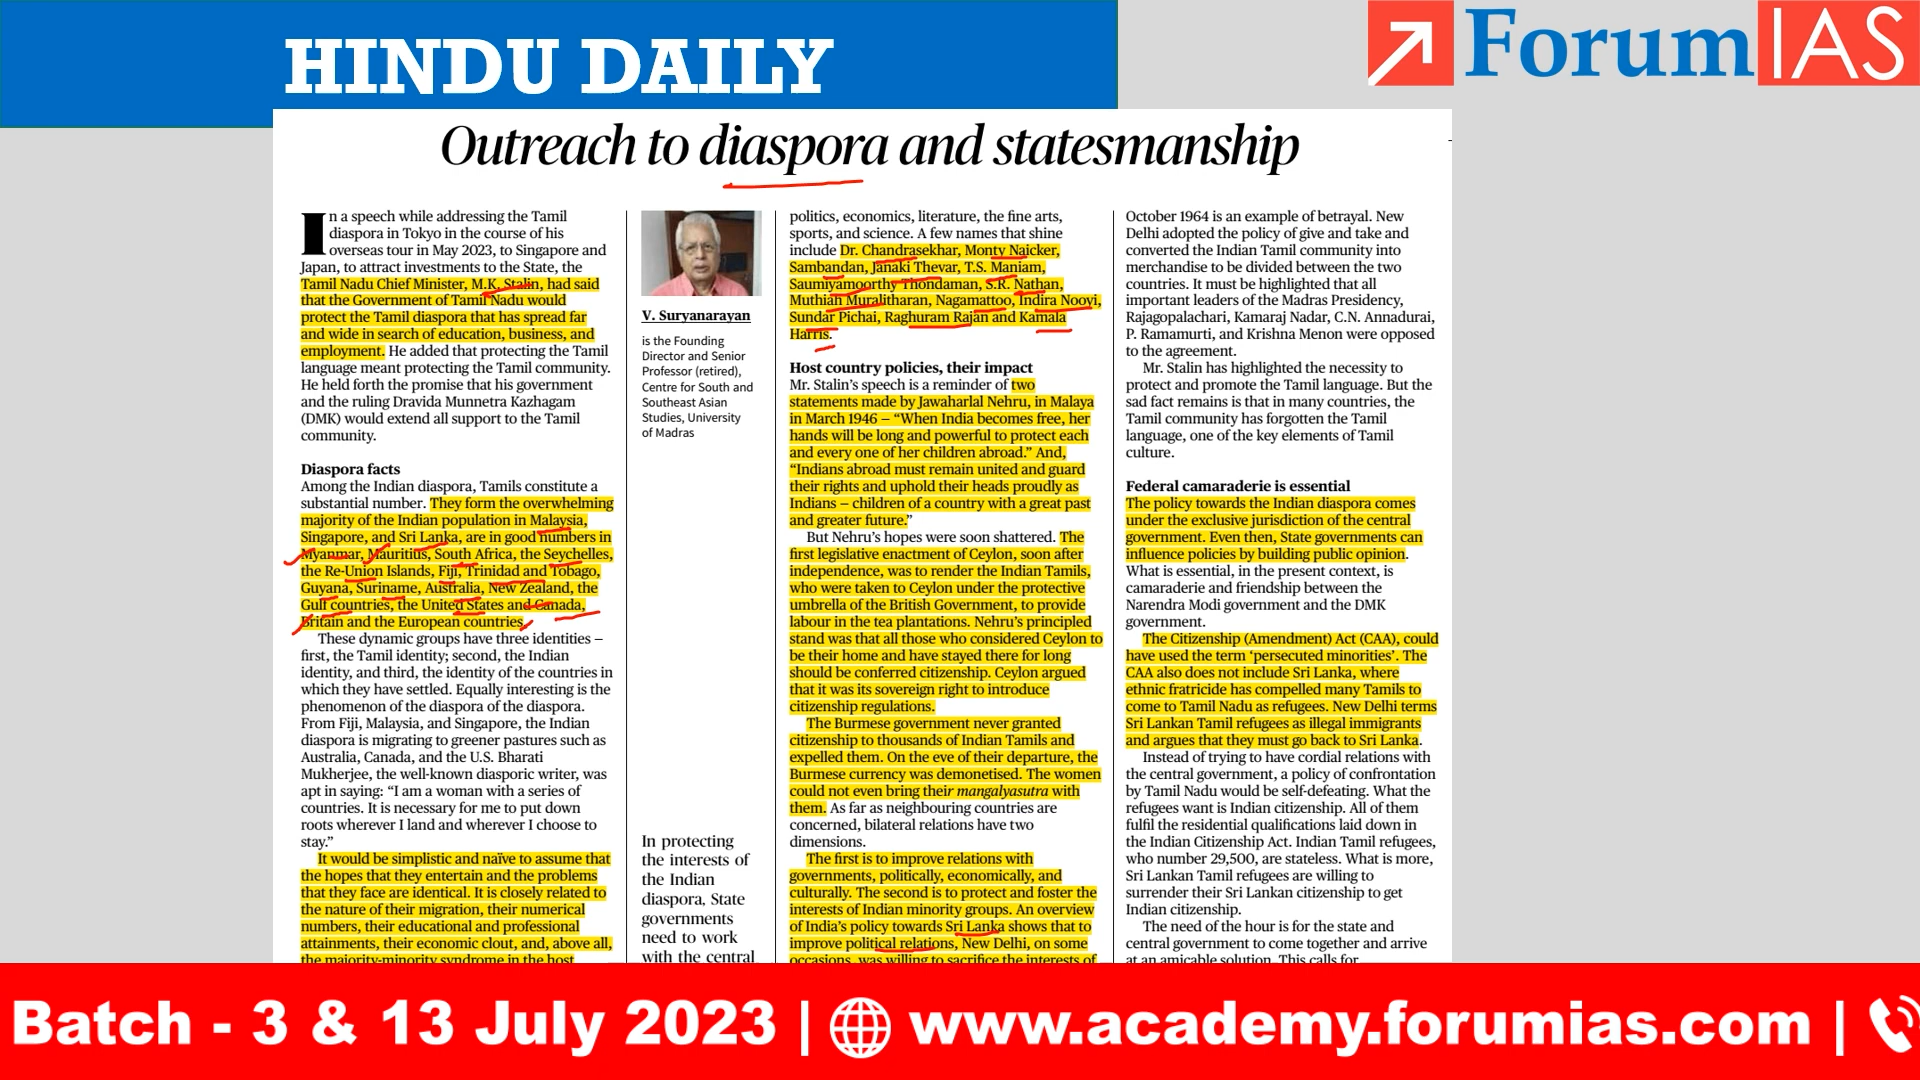 HINDU DAILY
ForumIAS
Outreach to diaspora and statesmanship
In a speech while addressing the Tamil
diaspora in Tokyo in the course of his
overseas tour in May 2023, to Singapore and
Japan, to attract investments to the State, the
Tamil Nadu Chief Minister, M.K. Stalin, had said
that the Government of Tamil Nadu would
protect the Tamil diaspora that has spread far
and wide in search of education, business, and
employment. He added that protecting the Tamil
language meant protecting the Tamil community.
He held forth the promise that his government
and the ruling Dravida Munnetra Kazhagam
(DMK) would extend all support to the Tamil
community.
Diaspora facts
Among the Indian diaspora, Tamils constitute a
substantial number. They form the overwhelming
majority of the Indian population in Malaysia,
Singapore, and Sri Lanka, are in good numbers in
Myanmar, Mauritius, South Africa, the Seychelles,
the Re-Union Islands, Fiji, Trinidad and Tobago,
Guyana, Suriname, Australia, New Zealand, the
Gulf countries, the United States and Canada,
Britain and the European countries.
These dynamic groups have three identities –
first, the Tamil identity; second, the Indian
identity, and third, the identity of the countries in
which they have settled. Equally interesting is the
phenomenon of the diaspora of the diaspora.
From Fiji, Malaysia, and Singapore, the Indian
diaspora is migrating to greener pastures such as
Australia, Canada, and the U.S. Bharati
Mukherjee, the well-known diasporic writer, was
apt in saying: “I am a woman with a series of
countries. It is necessary for me to put down
roots wherever I land and wherever I choose to
stay.”
It would be simplistic and naïve to assume that
the hopes that they entertain and the problems
that they face are identical. It is closely related to
the nature of their migration, their numerical
numbers, their educational and professional
attainments, their economic clout, and, above all,
the majority-minority syndrome in the host
V. Suryanarayan
is the Founding
Director and Senior
Professor (retired),
Centre for South and
Southeast Asian
Studies, University
of Madras
In protecting
the interests of
the Indian
diaspora, State
governments
need to work
with the central
politics, economics, literature, the fine arts,
sports, and science. A few names that shine
include Dr. Chandrasekhar, Monty Naicker,
Sambandan, Janaki Thevar, T.S. Maniam,
Saumiyamoorthy Thondaman, S.R. Nathan,
Muthiah Muralitharan, Nagamattoo, Indira Nooyi,
Sundar Pichai, Raghuram Rajan and Kamala
Harris.
Host country policies, their impact
Mr. Stalin’s speech is a reminder of two
statements made by Jawaharlal Nehru, in Malaya
in March 1946 – “When India becomes free, her
hands will be long and powerful to protect each
and every one of her children abroad.” And,
“Indians abroad must remain united and guard
their rights and uphold their heads proudly as
Indians – children of a country with a great past
and greater future.”
But Nehru’s hopes were soon shattered. The
first legislative enactment of Ceylon, soon after
independence, was to render the Indian Tamils,
who were taken to Ceylon under the protective
umbrella of the British Government, to provide
labour in the tea plantations. Nehru’s principled
stand was that all those who considered Ceylon to
be their home and have stayed there for long
should be conferred citizenship. Ceylon argued
that it was its sovereign right to introduce
citizenship regulations.
The Burmese government never granted
citizenship to thousands of Indian Tamils and
expelled them. On the eve of their departure, the
Burmese currency was demonetised. The women
could not even bring their mangalyasutra with
them. As far as neighbouring countries are
concerned, bilateral relations have two
dimensions.
The first is to improve relations with
governments, politically, economically, and
culturally. The second is to protect and foster the
interests of Indian minority groups. An overview
of India’s policy towards Sri Lanka shows that to
improve political relations, New Delhi, on some
occasions, was willing to sacrifice the interests of
October 1964 is an example of betrayal. New
Delhi adopted the policy of give and take and
converted the Indian Tamil community into
merchandise to be divided between the two
countries. It must be highlighted that all
important leaders of the Madras Presidency,
Rajagopalachari, Kamaraj Nadar, C.N. Annadurai,
P. Ramamurti, and Krishna Menon were opposed
to the agreement.
Mr. Stalin has highlighted the necessity to
protect and promote the Tamil language. But the
sad fact remains is that in many countries, the
Tamil community has forgotten the Tamil
language, one of the key elements of Tamil
culture.
Federal camaraderie is essential
The policy towards the Indian diaspora comes
under the exclusive jurisdiction of the central
government. Even then, State governments can
influence policies by building public opinion.
What is essential, in the present context, is
camaraderie and friendship between the
Narendra Modi government and the DMK
government.
The Citizenship (Amendment) Act (CAA), could
have used the term ‘persecuted minorities’. The
CAA also does not include Sri Lanka, where
ethnic fratricide has compelled many Tamils to
come to Tamil Nadu as refugees. New Delhi terms
Sri Lankan Tamil refugees as illegal immigrants
and argues that they must go back to Sri Lanka.
Instead of trying to have cordial relations with
the central government, a policy of confrontation
by Tamil Nadu would be self-defeating. What the
refugees want is Indian citizenship. All of them
fulfil the residential qualifications laid down in
the Indian Citizenship Act. Indian Tamil refugees,
who number 29,500, are stateless. What is more,
Sri Lankan Tamil refugees are willing to
surrender their Sri Lankan citizenship to get
Indian citizenship.
The need of the hour is for the state and
central government to come together and arrive
at an amicable solution. This calls for
Batch - 3 & 13 July 2023 | www.academy.forumias.com |